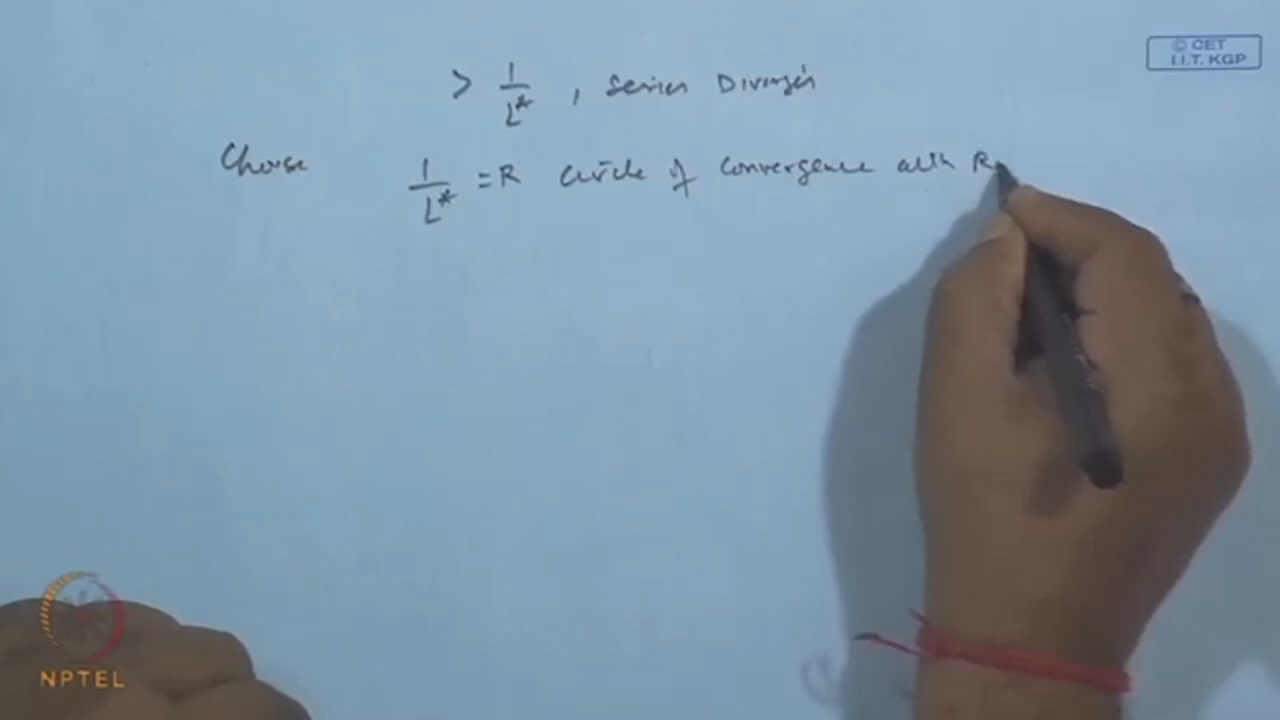 © CET
I.I.T. KGP
> 1/L* , Series Diverges
Choose 1/L* = R circle of convergence with R
NPTEL